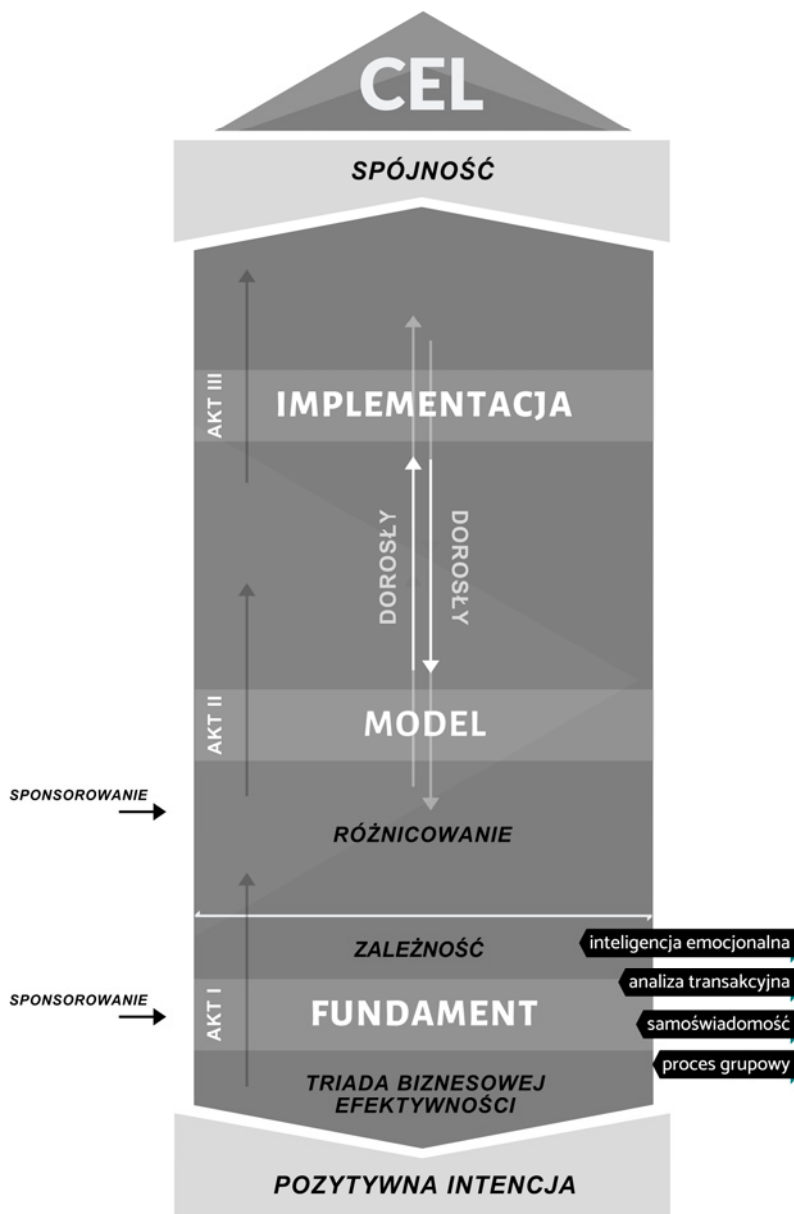 CEL
SPÓJNOŚĆ
AKT III
IMPLEMENTACJA
DOROSŁY
DOROSŁY
AKT II
MODEL
SPONSOROWANIE
RÓŻNICOWANIE
ZALEŻNOŚĆ
inteligencja emocjonalna
analiza transakcyjna
SPONSOROWANIE
AKT I
FUNDAMENT
samoświadomość
proces grupowy
TRIADA BIZNESOWEJ
EFEKTYWNOŚCI
POZYTYWNA INTENCJA